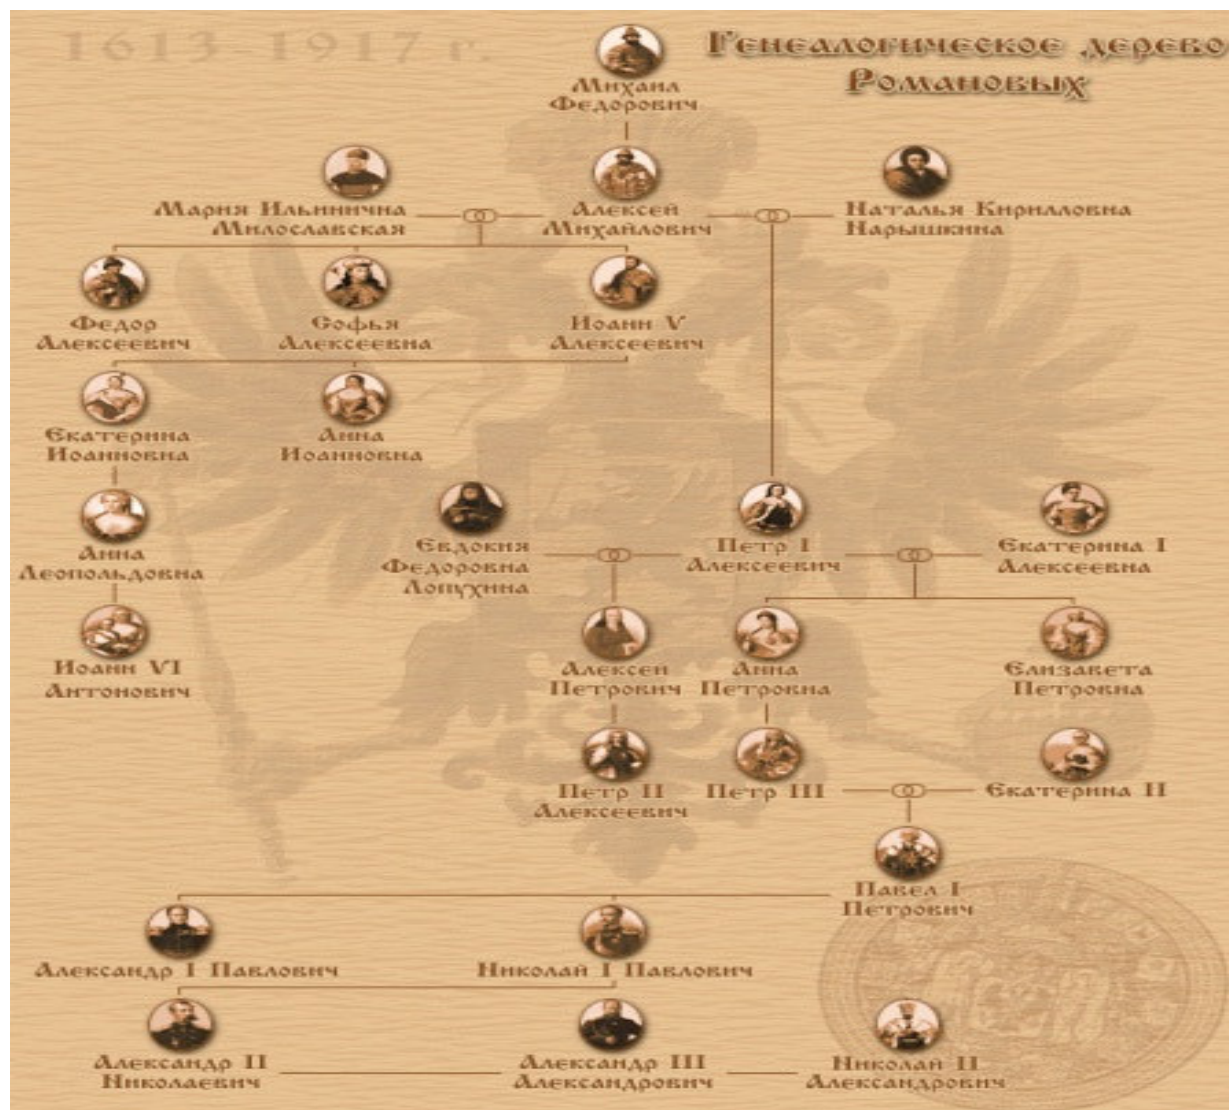 1613-1917 г.
Генеалогическое дерево
Романовых
Михаил
Федорович
Мария Ильинична
Милославская
Алексей
Михайлович
Наталья Кирилловна
Нарышкина
Федор
Алексеевич
Софья
Алексеевна
Иоанн V
Алексеевич
Екатерина
Иоанновна
Анна
Иоанновна
Анна
Леопольдовна
Евдокия
Федоровна
Лопухина
Петр I
Алексеевич
Екатерина I
Алексеевна
Иоанн VI
Антонович
Алексей
Петрович
Анна
Петровна
Елизавета
Петровна
Петр II
Алексеевич
Петр III
Екатерина II
Павел I
Петрович
Александр I Павлович
Николай I Павлович
Александр II
Николаевич
Александр III
Александрович
Николай II
Александрович